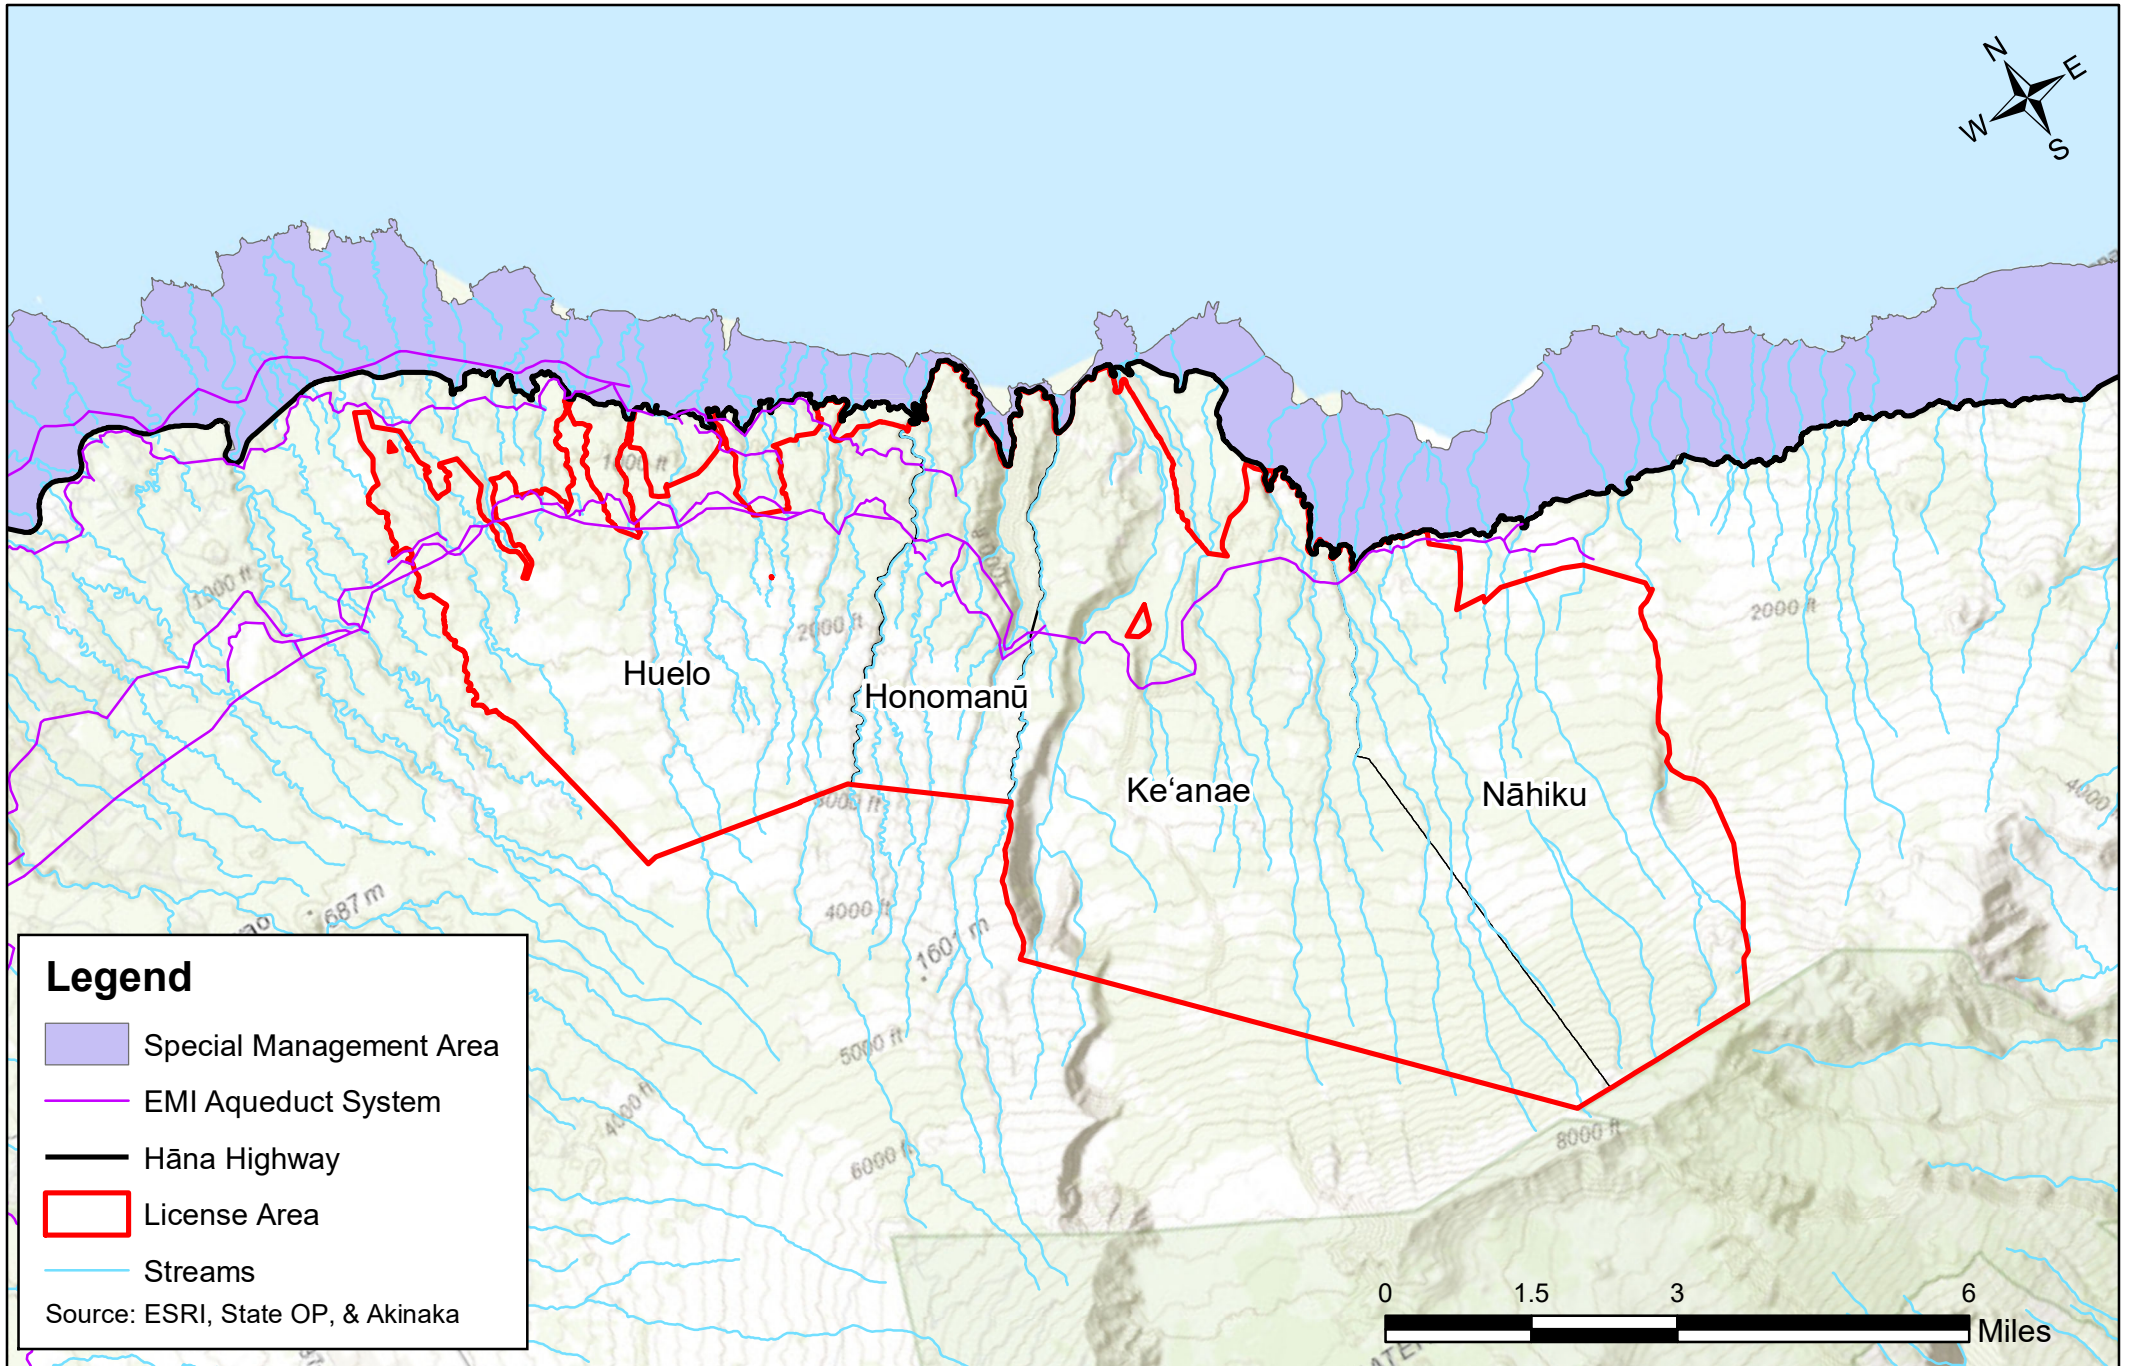 N
E
W
S
1000 ft
1000 ft
2000 ft
2000 ft
Huelo
Honomanū
Keʻanae
Nāhiku
3000 ft
4000 ft
4000
687 m
1601 m
5000 ft
4000 ft
6000 ft
8000 ft
Legend
Special Management Area
EMI Aqueduct System
Hāna Highway
License Area
Streams
Source: ESRI, State OP, & Akinaka
0 1.5 3 6
Miles